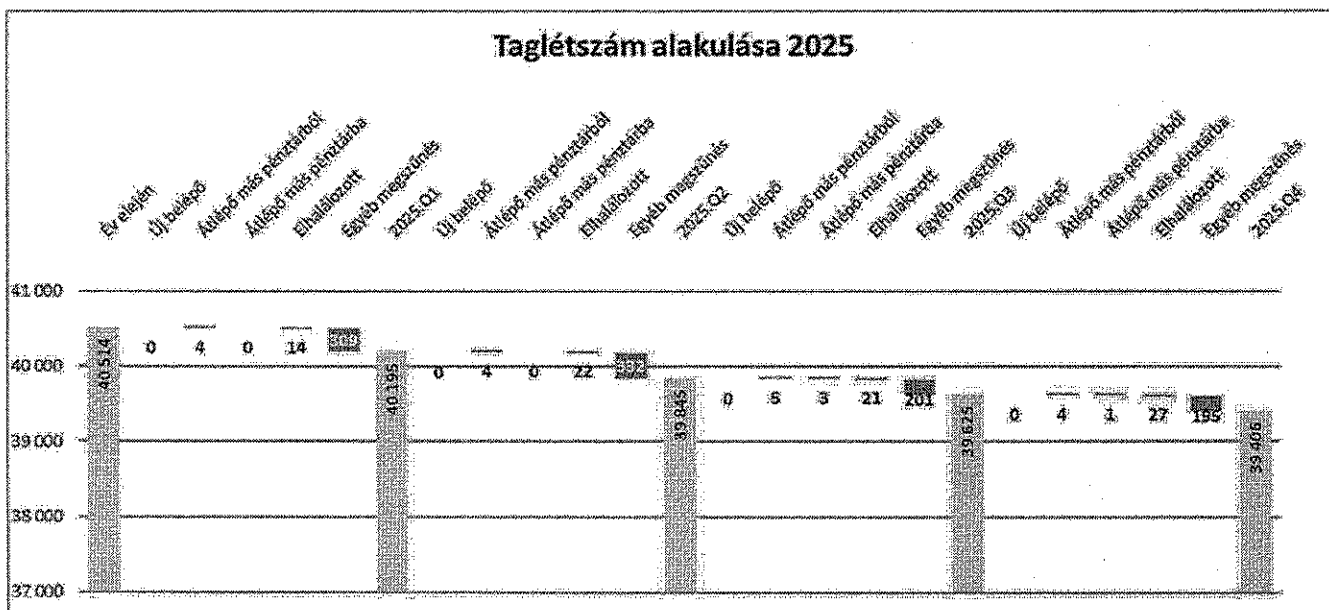 Taglétszám alakulása 2025
Év elején
Új belépő
Átlépő más pénztárból
Átlépő más pénztárba
Elhalálozott
Egyéb megszűnés
2025.Q1
Új belépő
Átlépő más pénztárból
Átlépő más pénztárba
Elhalálozott
Egyéb megszűnés
2025.Q2
Új belépő
Átlépő más pénztárból
Átlépő más pénztárba
Elhalálozott
Egyéb megszűnés
2025.Q3
Új belépő
Átlépő más pénztárból
Átlépő más pénztárba
Elhalálozott
Egyéb megszűnés
2025.Q4
41 000
40 000
39 000
38 000
37 000
40 514
0
4
0
14
309
40 195
0
4
0
22
332
39 845
0
5
3
21
201
39 625
0
4
1
27
195
39 406